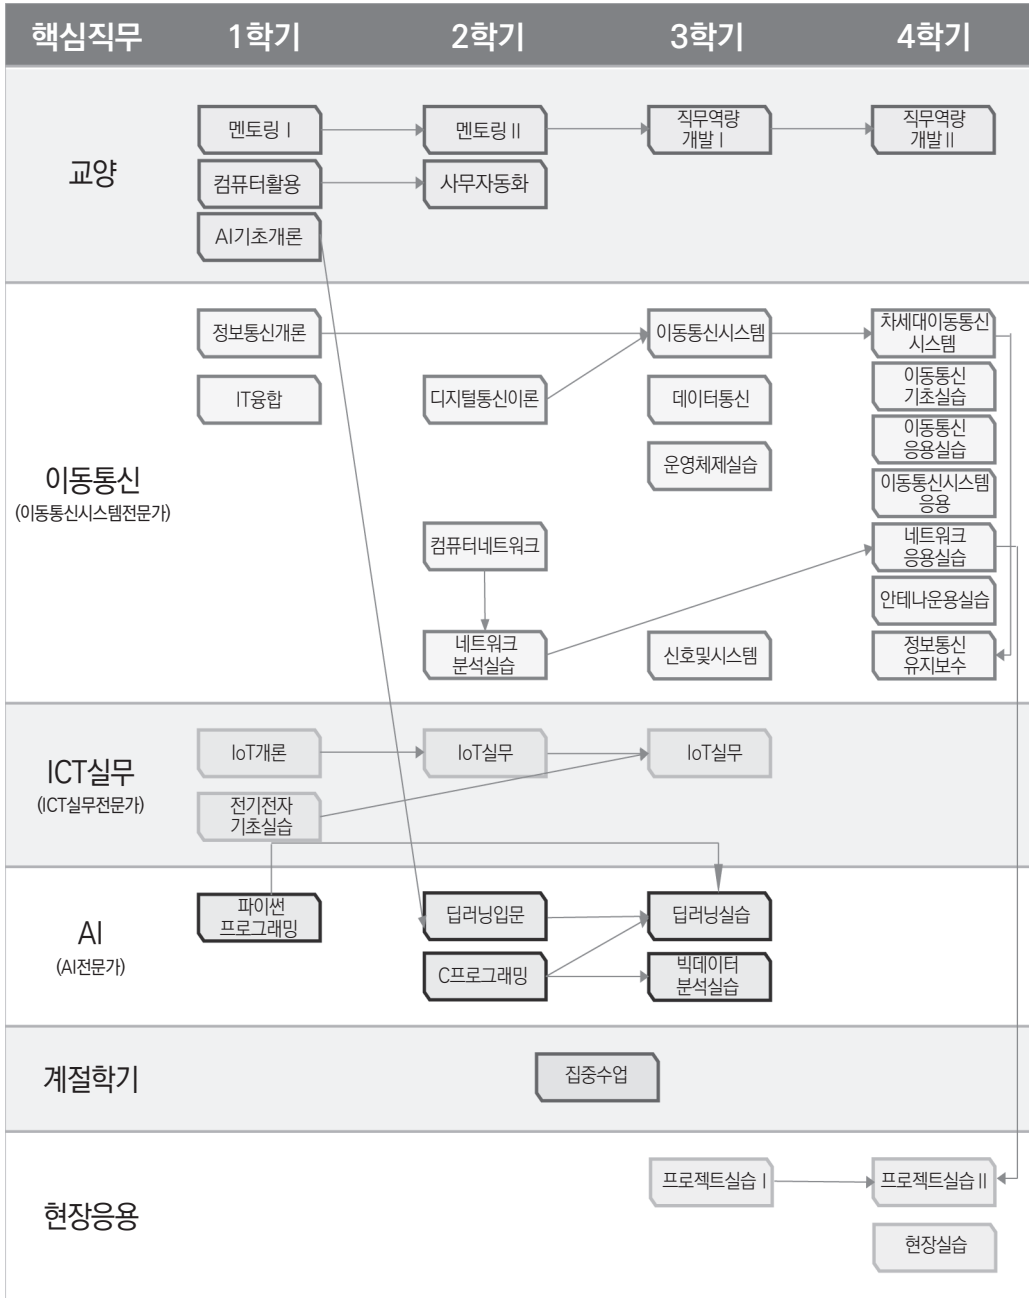 핵심직무 1학기 2학기 3학기 4학기
교양
멘토링 Ⅰ
멘토링 Ⅱ
직무역량
개발 Ⅰ
직무역량
개발 Ⅱ
컴퓨터활용
사무자동화
AI기초개론
이동통신
(이동통신시스템전문가)
정보통신개론
이동통신시스템
차세대이동통신
시스템
IT융합
디지털통신이론
데이터통신
이동통신
기초실습
이동통신
응용실습
운영체제실습
이동통신시스템
응용
컴퓨터네트워크
네트워크
응용실습
안테나운용실습
네트워크
분석실습
신호및시스템
정보통신
유지보수
ICT실무
(ICT실무전문가)
IoT개론
IoT실무
IoT실무
전기전자
기초실습
AI
(AI전문가)
파이썬
프로그래밍
딥러닝입문
딥러닝실습
C프로그래밍
빅데이터
분석실습
계절학기
집중수업
현장응용
프로젝트실습 Ⅰ
프로젝트실습 Ⅱ
현장실습